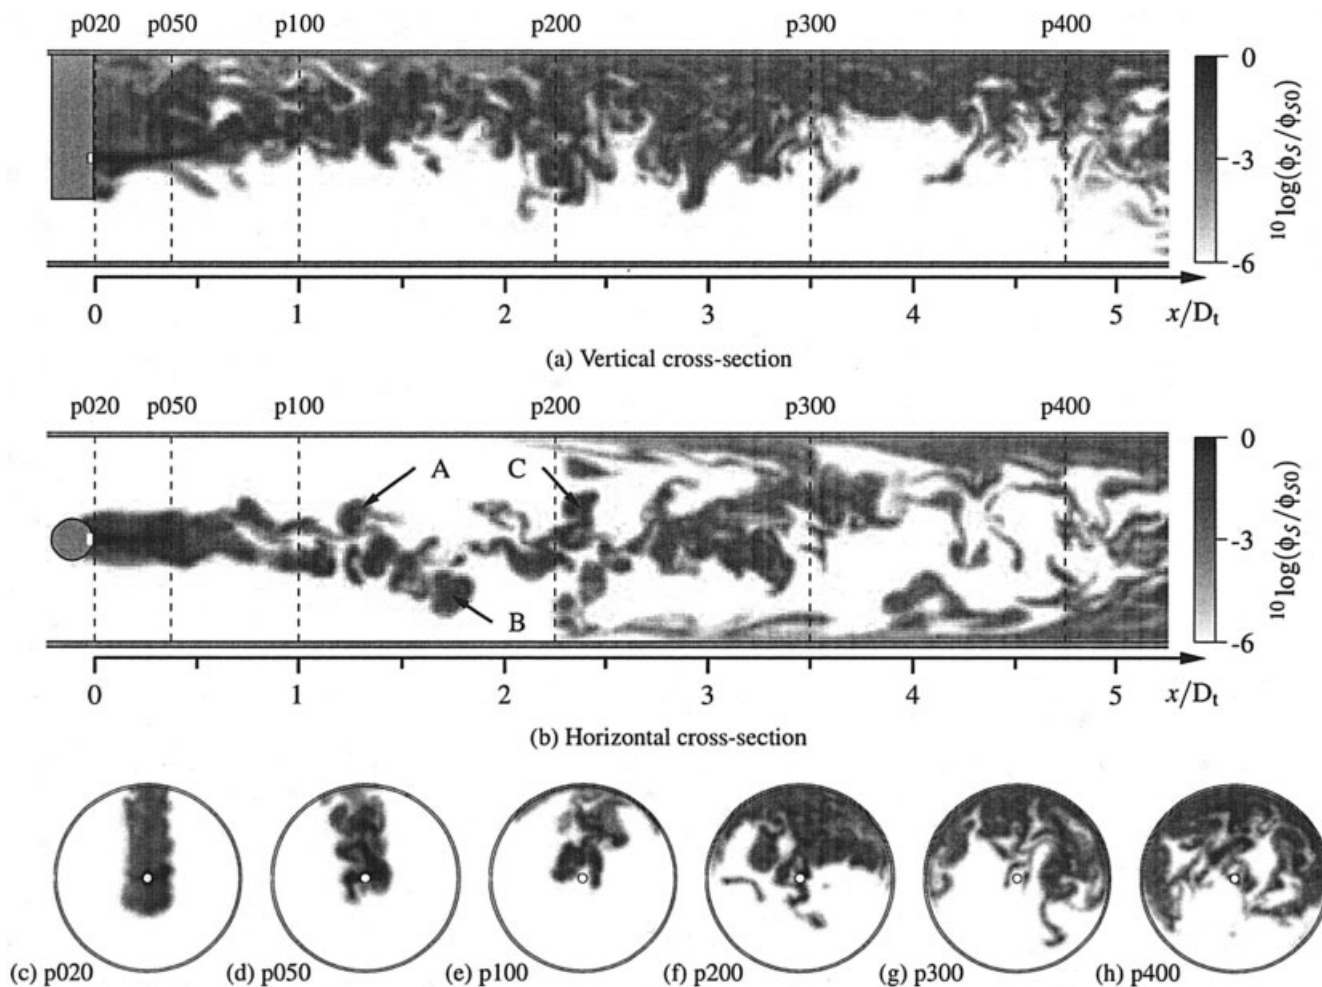 p020 p050 p100 p200 p300 p400
0
-3
-6
¹⁰log(ϕS/ϕS0)
0 1 2 3 4 5 x/Dt
(a) Vertical cross-section
p020 p050 p100 p200 p300 p400
A C
B
0
-3
-6
¹⁰log(ϕS/ϕS0)
0 1 2 3 4 5 x/Dt
(b) Horizontal cross-section
(c) p020 (d) p050 (e) p100 (f) p200 (g) p300 (h) p400